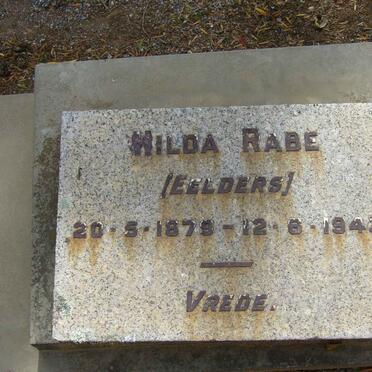 WILDA RABE
[EELDERS]
20-5-1879-12-6-194
VREDE.